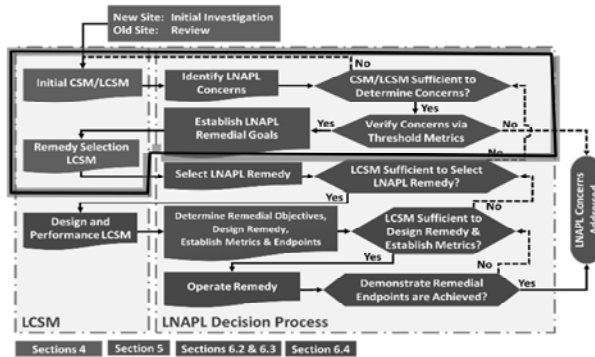 New Site: Initial Investigation
Old Site: Review
Initial CSM/LCSM
Identify LNAPL
Concerns
No
CSM/LCSM Sufficient to
Determine Concerns?
Yes
No
Establish LNAPL
Remedial Goals
Yes
Verify Concerns via
Threshold Metrics
Remedy Selection
LCSM
No
Select LNAPL Remedy
LCSM Sufficient to Select
LNAPL Remedy?
Yes
No
Design and
Performance LCSM
Determine Remedial Objectives,
Design Remedy,
Establish Metrics & Endpoints
LCSM Sufficient to
Design Remedy &
Establish Metrics?
Yes
No
Operate Remedy
Demonstrate Remedial
Endpoints are Achieved?
Yes
LNAPL Concerns
Addressed
LCSM
LNAPL Decision Process
Sections 4
Section 5
Sections 6.2 & 6.3
Section 6.4